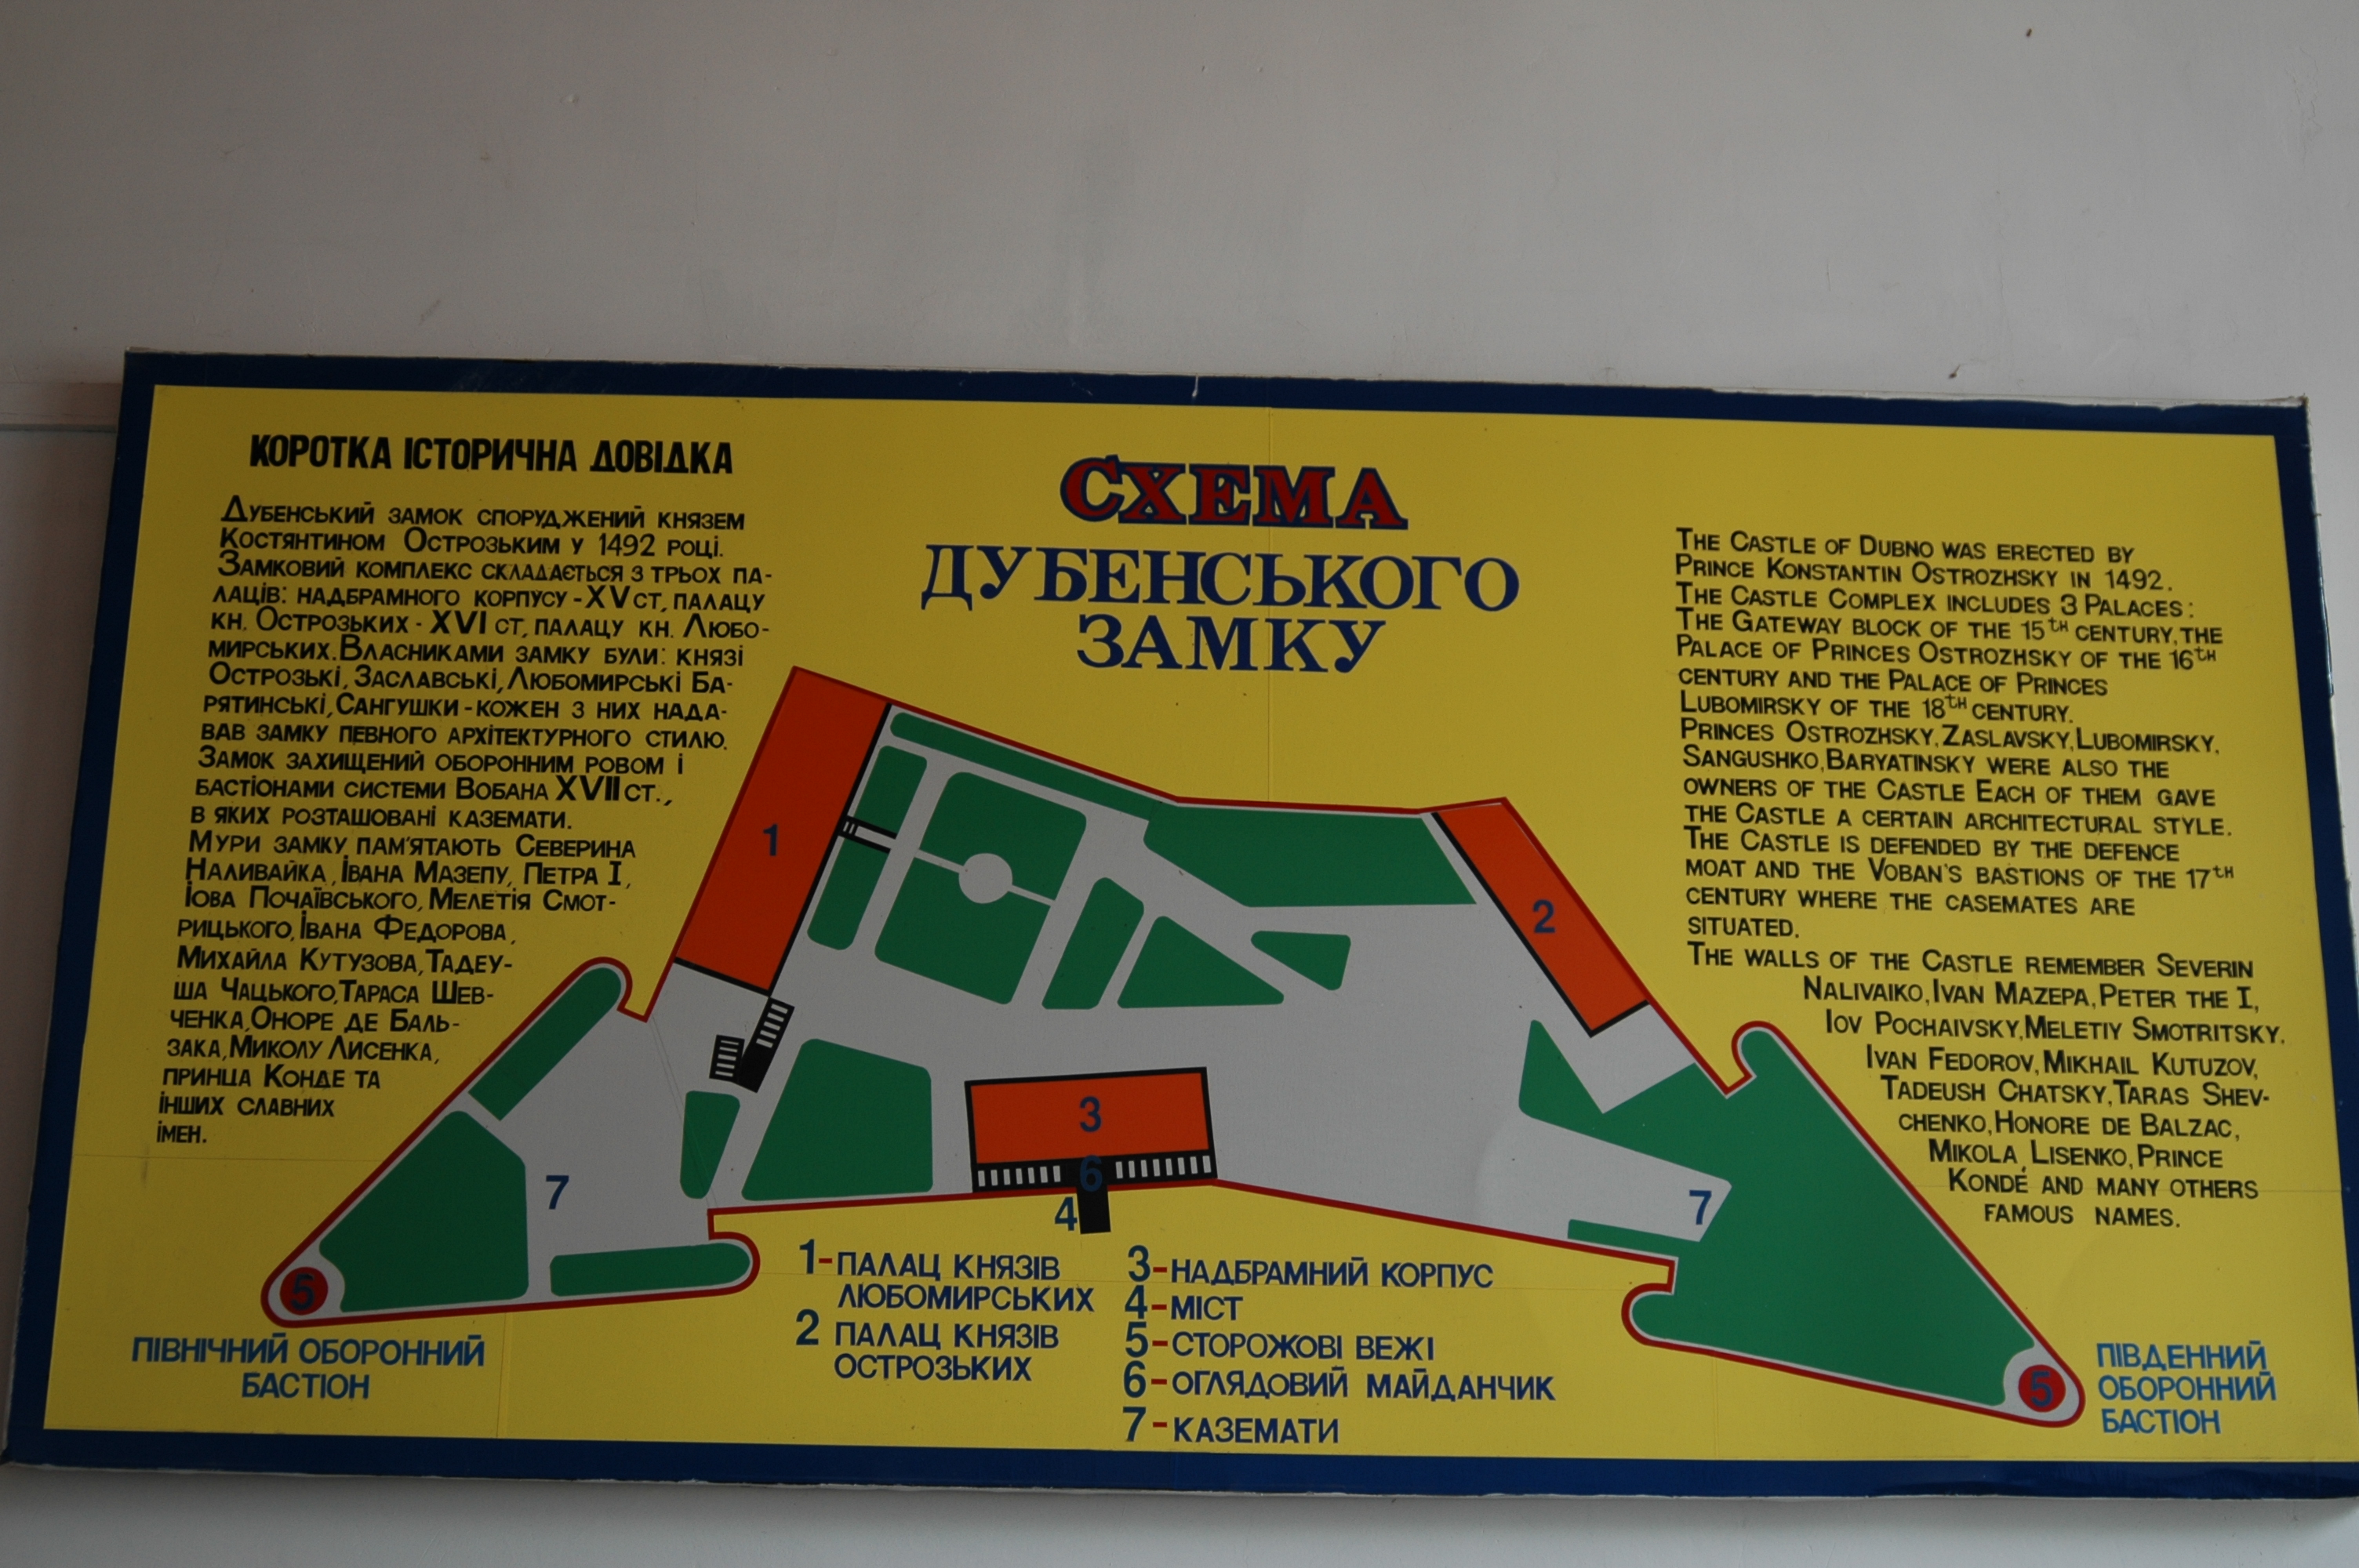 КОРОТКА ІСТОРИЧНА ДОВІДКА
ДУБЕНСЬКИЙ ЗАМОК СПОРУДЖЕНИЙ КНЯЗЕМ
КОСТЯНТИНОМ ОСТРОЗЬКИМ У 1492 РОЦІ.
ЗАМКОВИЙ КОМПЛЕКС СКЛАДАЄТЬСЯ З ТРЬОХ ПА-
ЛАЦІВ: НАДБРАМНОГО КОРПУСУ - XV СТ, ПАЛАЦУ
КН. ОСТРОЗЬКИХ - XVI СТ, ПАЛАЦУ КН. ЛЮБО-
МИРСЬКИХ. ВЛАСНИКАМИ ЗАМКУ БУЛИ: КНЯЗІ
ОСТРОЗЬКІ, ЗАСЛАВСЬКІ, ЛЮБОМИРСЬКІ БА-
РЯТИНСЬКІ, САНГУШКИ - КОЖЕН З НИХ НАДА-
ВАВ ЗАМКУ ПЕВНОГО АРХІТЕКТУРНОГО СТИЛЮ.
ЗАМОК ЗАХИЩЕНИЙ ОБОРОННИМ РОВОМ І
БАСТІОНАМИ СИСТЕМИ ВОБАНА XVII СТ.,
В ЯКИХ РОЗТАШОВАНІ КАЗЕМАТИ.
МУРИ ЗАМКУ ПАМ'ЯТАЮТЬ СЕВЕРИНА
НАЛИВАЙКА, ІВАНА МАЗЕПУ, ПЕТРА I,
ІОВА ПОЧАЇВСЬКОГО, МЕЛЕТІЯ СМОТ-
РИЦЬКОГО, ІВАНА ФЕДОРОВА,
МИХАЙЛА КУТУЗОВА, ТАДЕУ-
ША ЧАЦЬКОГО, ТАРАСА ШЕВ-
ЧЕНКА, ОНОРЕ ДЕ БАЛЬ-
ЗАКА, МИКОЛУ ЛИСЕНКА,
ПРИНЦА КОНДЕ ТА
ІНШИХ СЛАВНИХ
ІМЕН.
СХЕМА
ДУБЕНСЬКОГО
ЗАМКУ
THE CASTLE OF DUBNO WAS ERECTED BY
PRINCE KONSTANTIN OSTROZHSKY IN 1492.
THE CASTLE COMPLEX INCLUDES 3 PALACES:
THE GATEWAY BLOCK OF THE 15TH CENTURY, THE
PALACE OF PRINCES OSTROZHSKY OF THE 16TH
CENTURY AND THE PALACE OF PRINCES
LUBOMIRSKY OF THE 18TH CENTURY.
PRINCES OSTROZHSKY, ZASLAVSKY, LUBOMIRSKY,
SANGUSHKO, BARYATINSKY WERE ALSO THE
OWNERS OF THE CASTLE EACH OF THEM GAVE
THE CASTLE A CERTAIN ARCHITECTURAL STYLE.
THE CASTLE IS DEFENDED BY THE DEFENCE
MOAT AND THE VOBAN'S BASTIONS OF THE 17TH
CENTURY WHERE THE CASEMATES ARE
SITUATED.
THE WALLS OF THE CASTLE REMEMBER SEVERIN
NALIVAIKO, IVAN MAZEPA, PETER THE I,
IOV POCHAIVSKY, MELETIY SMOTRITSKY.
IVAN FEDOROV, MIKHAIL KUTUZOV,
TADEUSH CHATSKY, TARAS SHEV-
CHENKO, HONORE DE BALZAC,
MIKOLA, LISENKO, PRINCE
KONDÉ AND MANY OTHERS
FAMOUS NAMES.
1
2
3
6
4
7
7
5
5
ПІВНІЧНИЙ ОБОРОННИЙ
БАСТІОН
1-ПАЛАЦ КНЯЗІВ
ЛЮБОМИРСЬКИХ
2 ПАЛАЦ КНЯЗІВ
ОСТРОЗЬКИХ
3-НАДБРАМНИЙ КОРПУС
4-МІСТ
5-СТОРОЖОВІ ВЕЖІ
6-ОГЛЯДОВИЙ МАЙДАНЧИК
7-КАЗЕМАТИ
ПІВДЕННИЙ
ОБОРОННИЙ
БАСТІОН